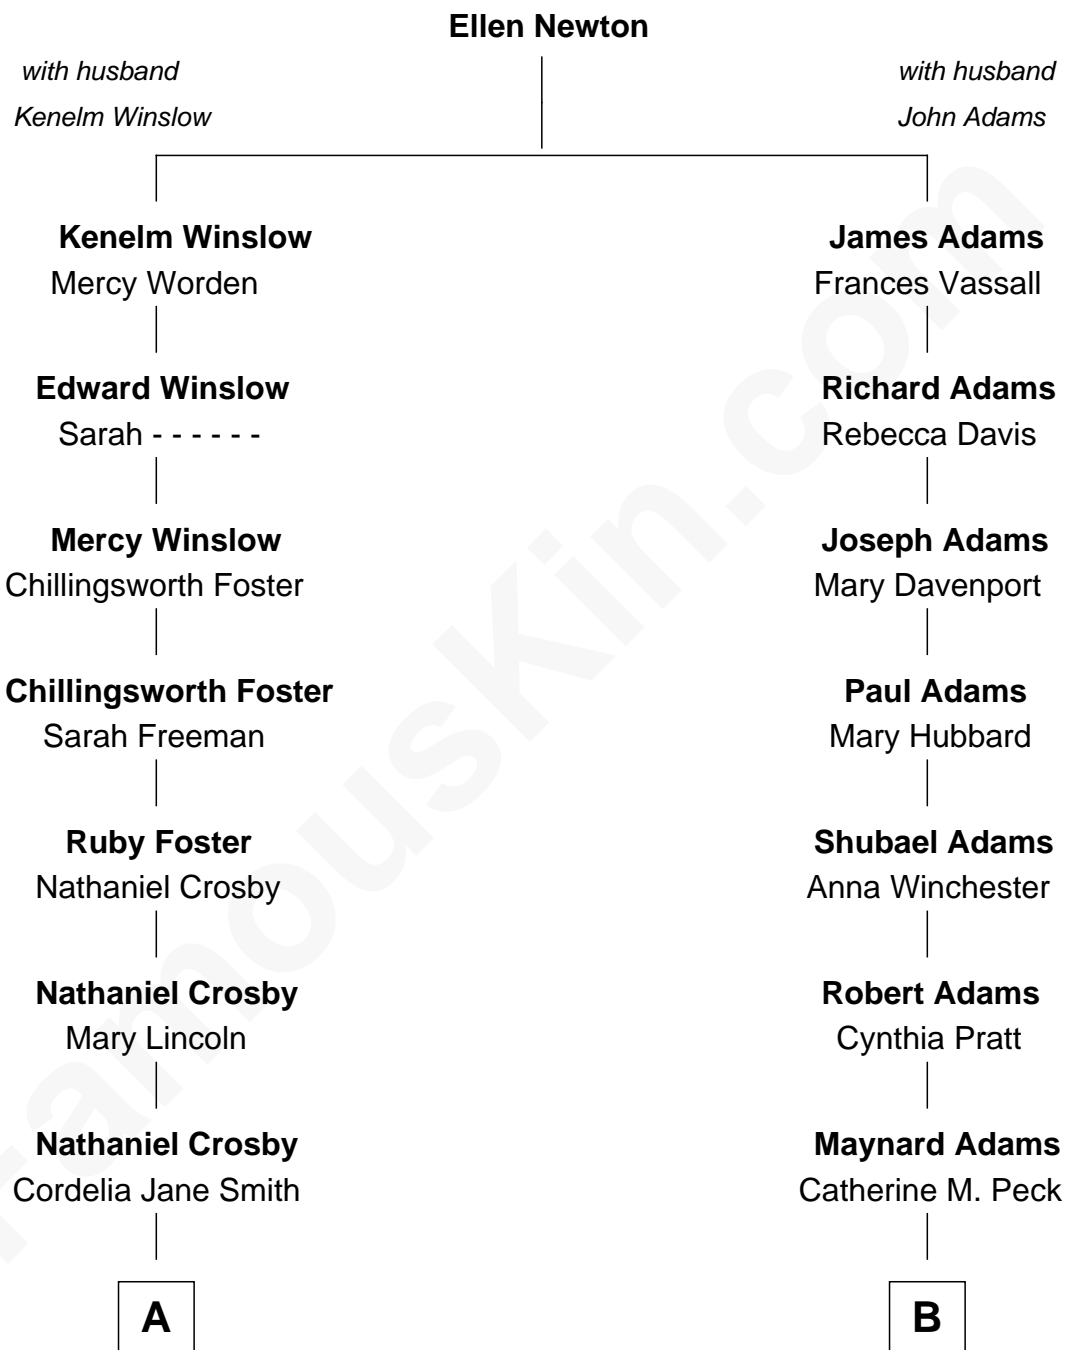 Ellen Newton
with husband
Kenelm Winslow
with husband
John Adams
Kenelm Winslow
Mercy Worden
James Adams
Frances Vassall
Edward Winslow
Sarah - - - - - -
Richard Adams
Rebecca Davis
Mercy Winslow
Chillingsworth Foster
Joseph Adams
Mary Davenport
Chillingsworth Foster
Sarah Freeman
Paul Adams
Mary Hubbard
Ruby Foster
Nathaniel Crosby
Shubael Adams
Anna Winchester
Nathaniel Crosby
Mary Lincoln
Robert Adams
Cynthia Pratt
Nathaniel Crosby
Cordelia Jane Smith
Maynard Adams
Catherine M. Peck
A
B
FamousKin.com